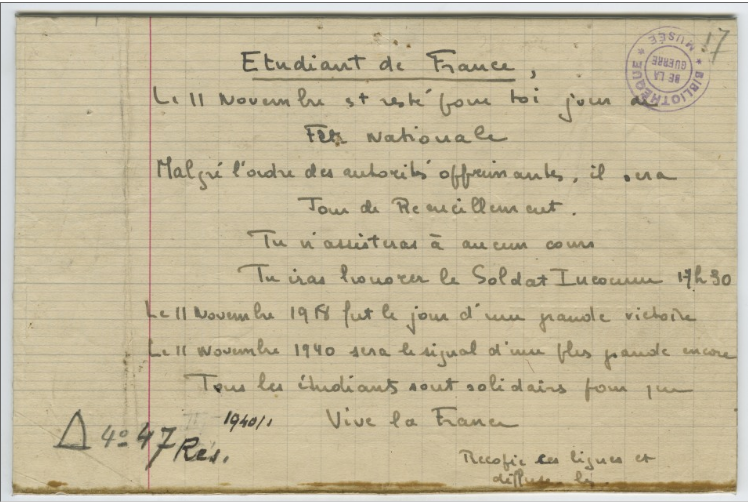 17
BIBLIOTHÈQUE * MUSÉE *
DE LA
GUERRE
Etudiant de France,
Le 11 Novembre est resté pour toi jour de
Fête Nationale
Malgré l'ordre des autorités opprimantes, il sera
Jour de Recueillement.
Tu n'assisteras à aucun cours
Tu iras honorer le Soldat Inconnu 17h30
Le 11 Novembre 1918 fut le jour d'une grande victoire
Le 11 Novembre 1940 sera le signal d'une plus grande encore
Tous les étudiants sont solidaires pour que
Vive la France
Recopie ces lignes et
diffuse les
1940/1
Δ 4° 47 Rés.